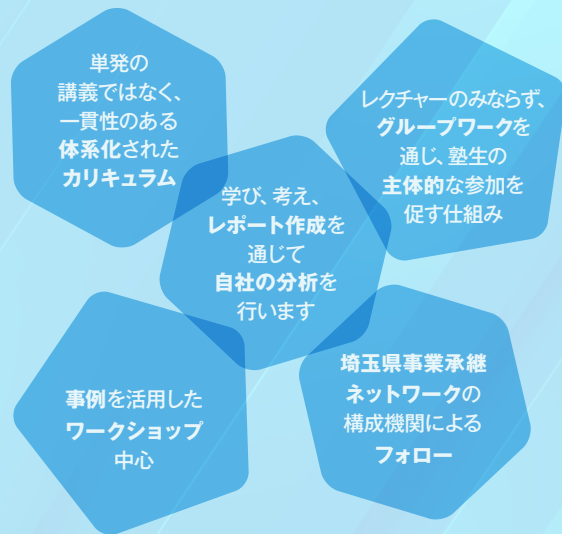 単発の
講義ではなく、
一貫性のある
体系化された
カリキュラム
レクチャーのみならず、
グループワークを
通じ、塾生の
主体的な参加を
促す仕組み
学び、考え、
レポート作成を
通じて
自社の分析を
行います
事例を活用した
ワークショップ
中心
埼玉県事業承継
ネットワークの
構成機関による
フォロー